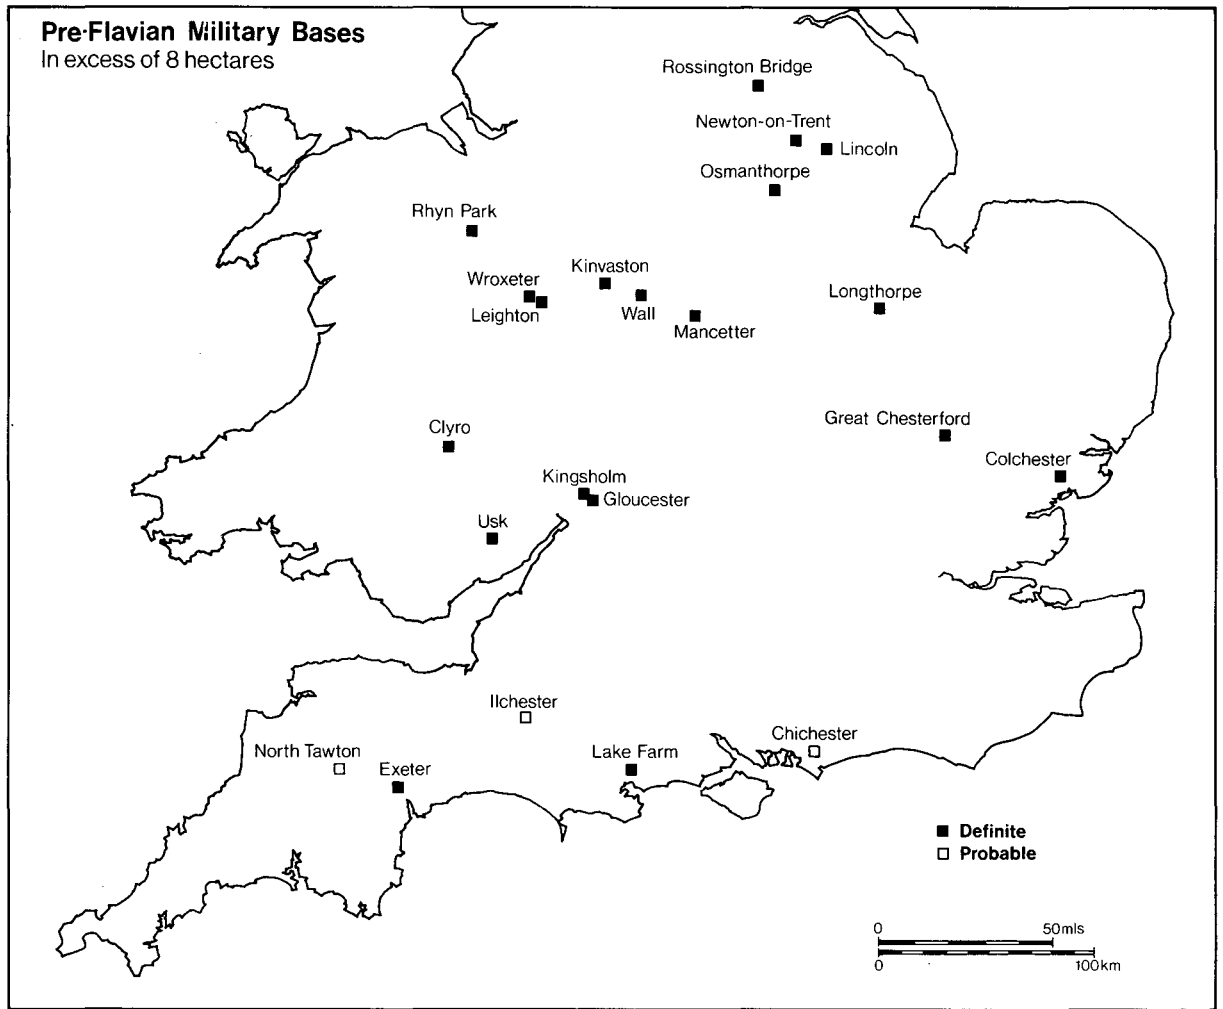 Pre-Flavian Military Bases
In excess of 8 hectares
Rossington Bridge
Newton-on-Trent
Lincoln
Osmanthorpe
Rhyn Park
Kinvaston
Wroxeter
Leighton
Wall
Mancetter
Longthorpe
Clyro
Great Chesterford
Colchester
Kingsholm
Gloucester
Usk
Ilchester
North Tawton
Exeter
Lake Farm
Chichester
Definite
Probable
0 50mls
0 100km